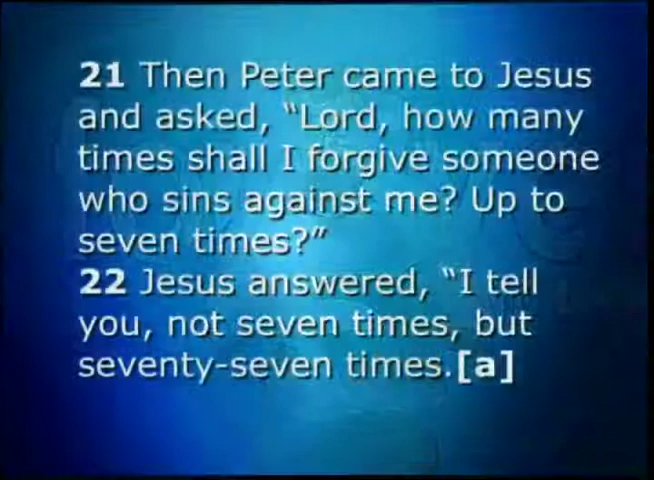 21 Then Peter came to Jesus
and asked, “Lord, how many
times shall I forgive someone
who sins against me? Up to
seven times?”
22 Jesus answered, “I tell
you, not seven times, but
seventy-seven times.[a]